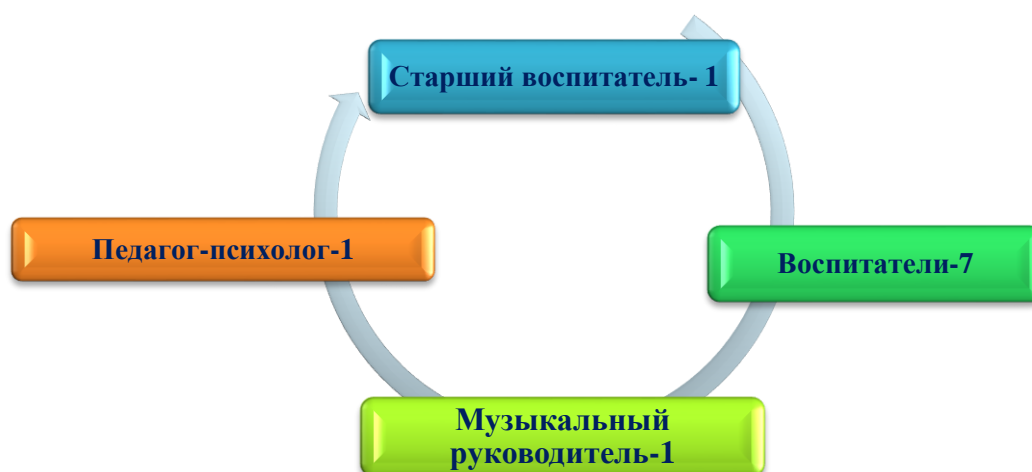 Старший воспитатель- 1
Педагог-психолог-1
Воспитатели-7
Музыкальный
руководитель-1